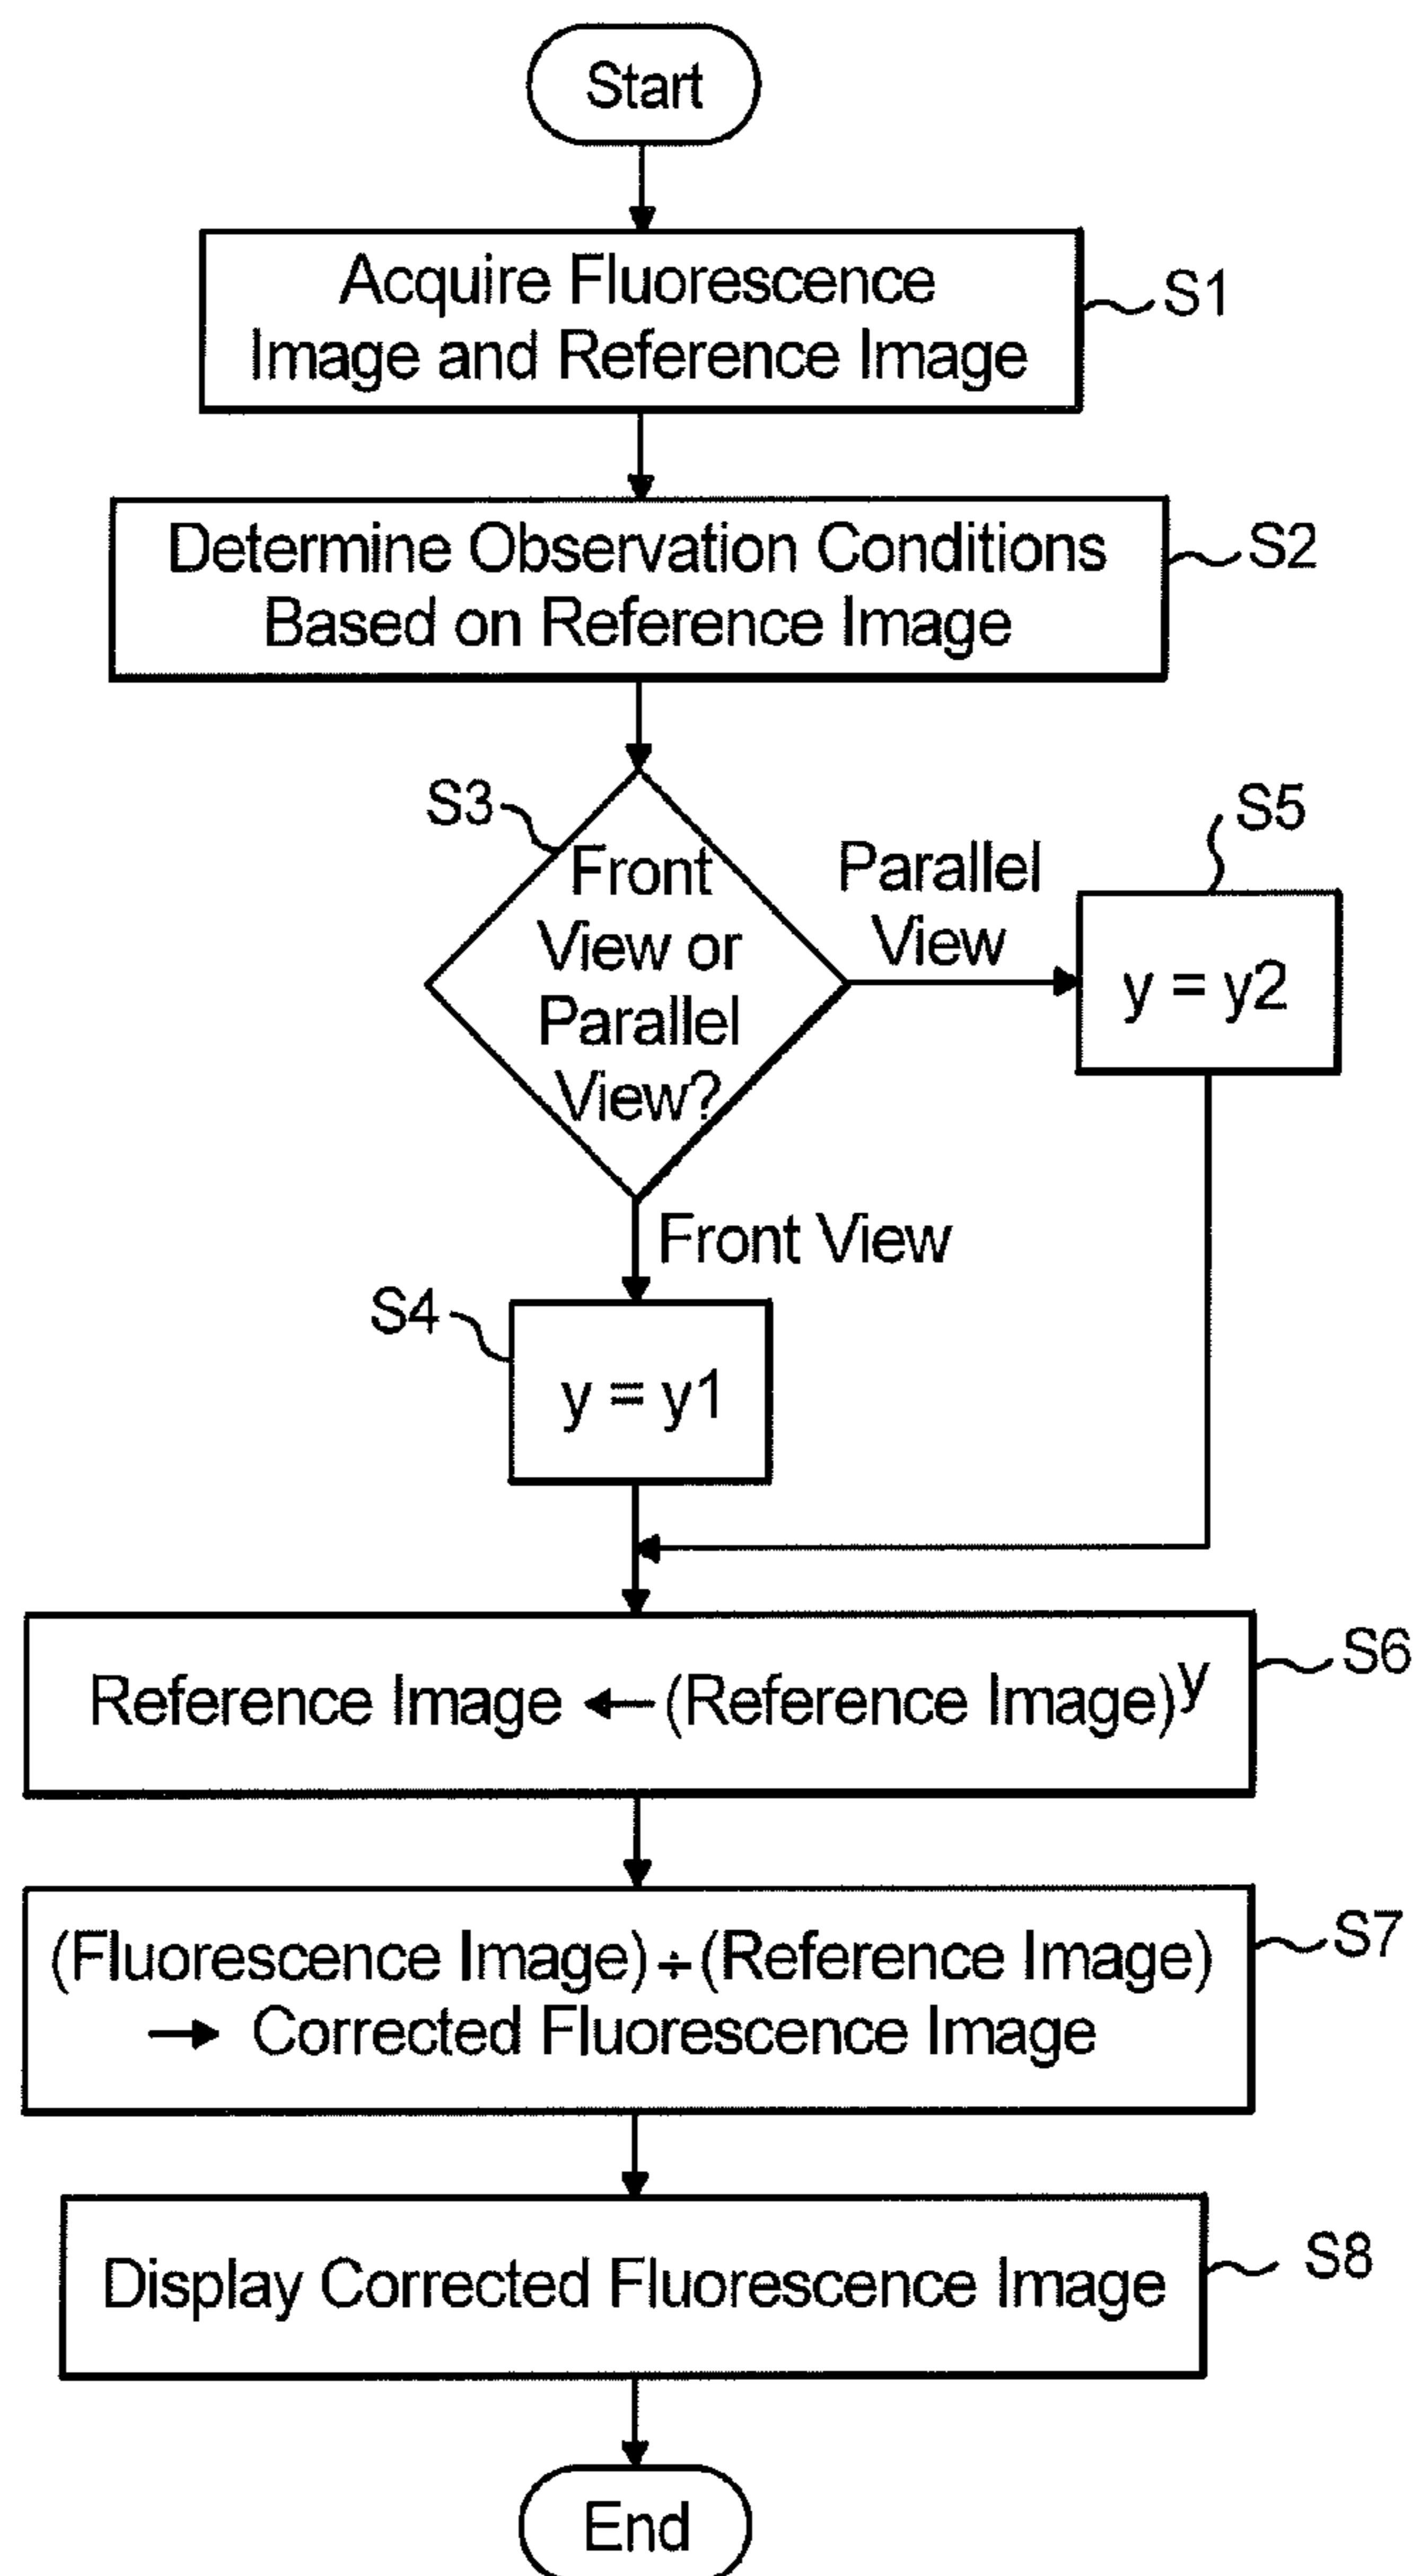 Start
Acquire Fluorescence
Image and Reference Image
S1
Determine Observation Conditions
Based on Reference Image
S2
S3
Front
View or
Parallel
View?
Parallel
View
S5
y = y2
Front View
S4
y = y1
Reference Image ← (Reference Image)^y
S6
(Fluorescence Image) ÷ (Reference Image)
→ Corrected Fluorescence Image
S7
Display Corrected Fluorescence Image
S8
End